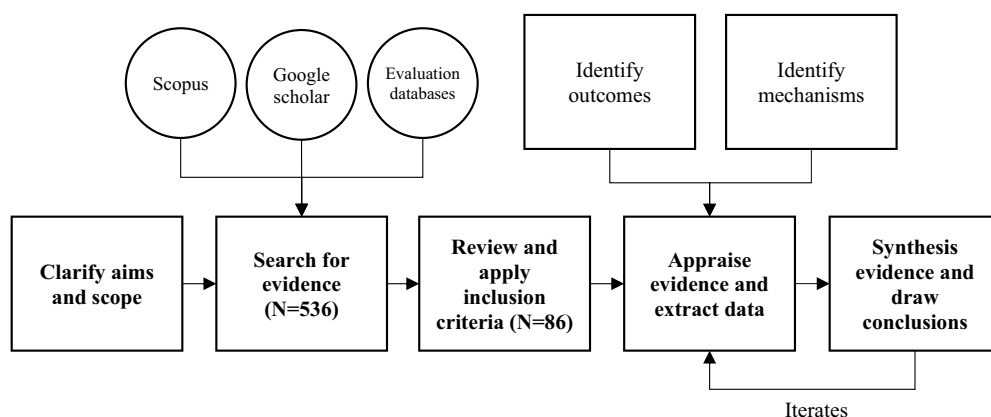 Scopus
Google
scholar
Evaluation
databases
Identify
outcomes
Identify
mechanisms
Clarify aims
and scope
Search for
evidence
(N=536)
Review and
apply
inclusion
criteria (N=86)
Appraise
evidence and
extract data
Synthesis
evidence and
draw
conclusions
Iterates